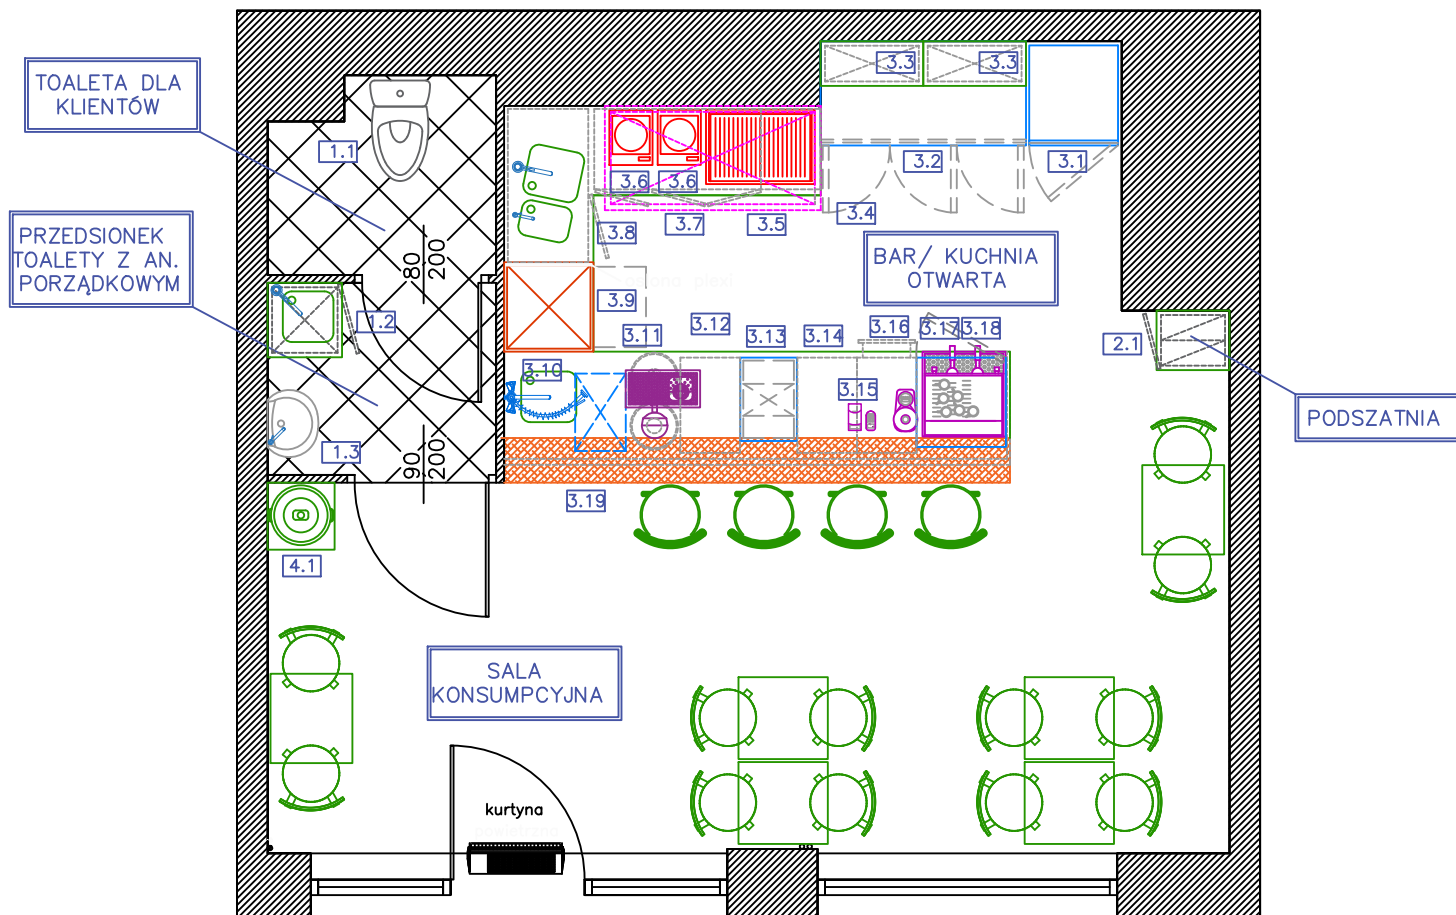 TOALETA DLA
KLIENTÓW
PRZEDSIONEK
TOALETY Z AN.
PORZĄDKOWYM
1.1
1.2
1.3
80
200
90
200
3.3
3.3
3.2
3.1
3.6
3.6
3.4
3.8
3.7
3.5
BAR/ KUCHNIA
OTWARTA
osłona plexi
3.9
3.11
3.12
3.13
3.14
3.16
3.17
3.18
2.1
3.10
3.15
PODSZATNIA
3.19
4.1
SALA
KONSUMPCYJNA
kurtyna
powietrzna